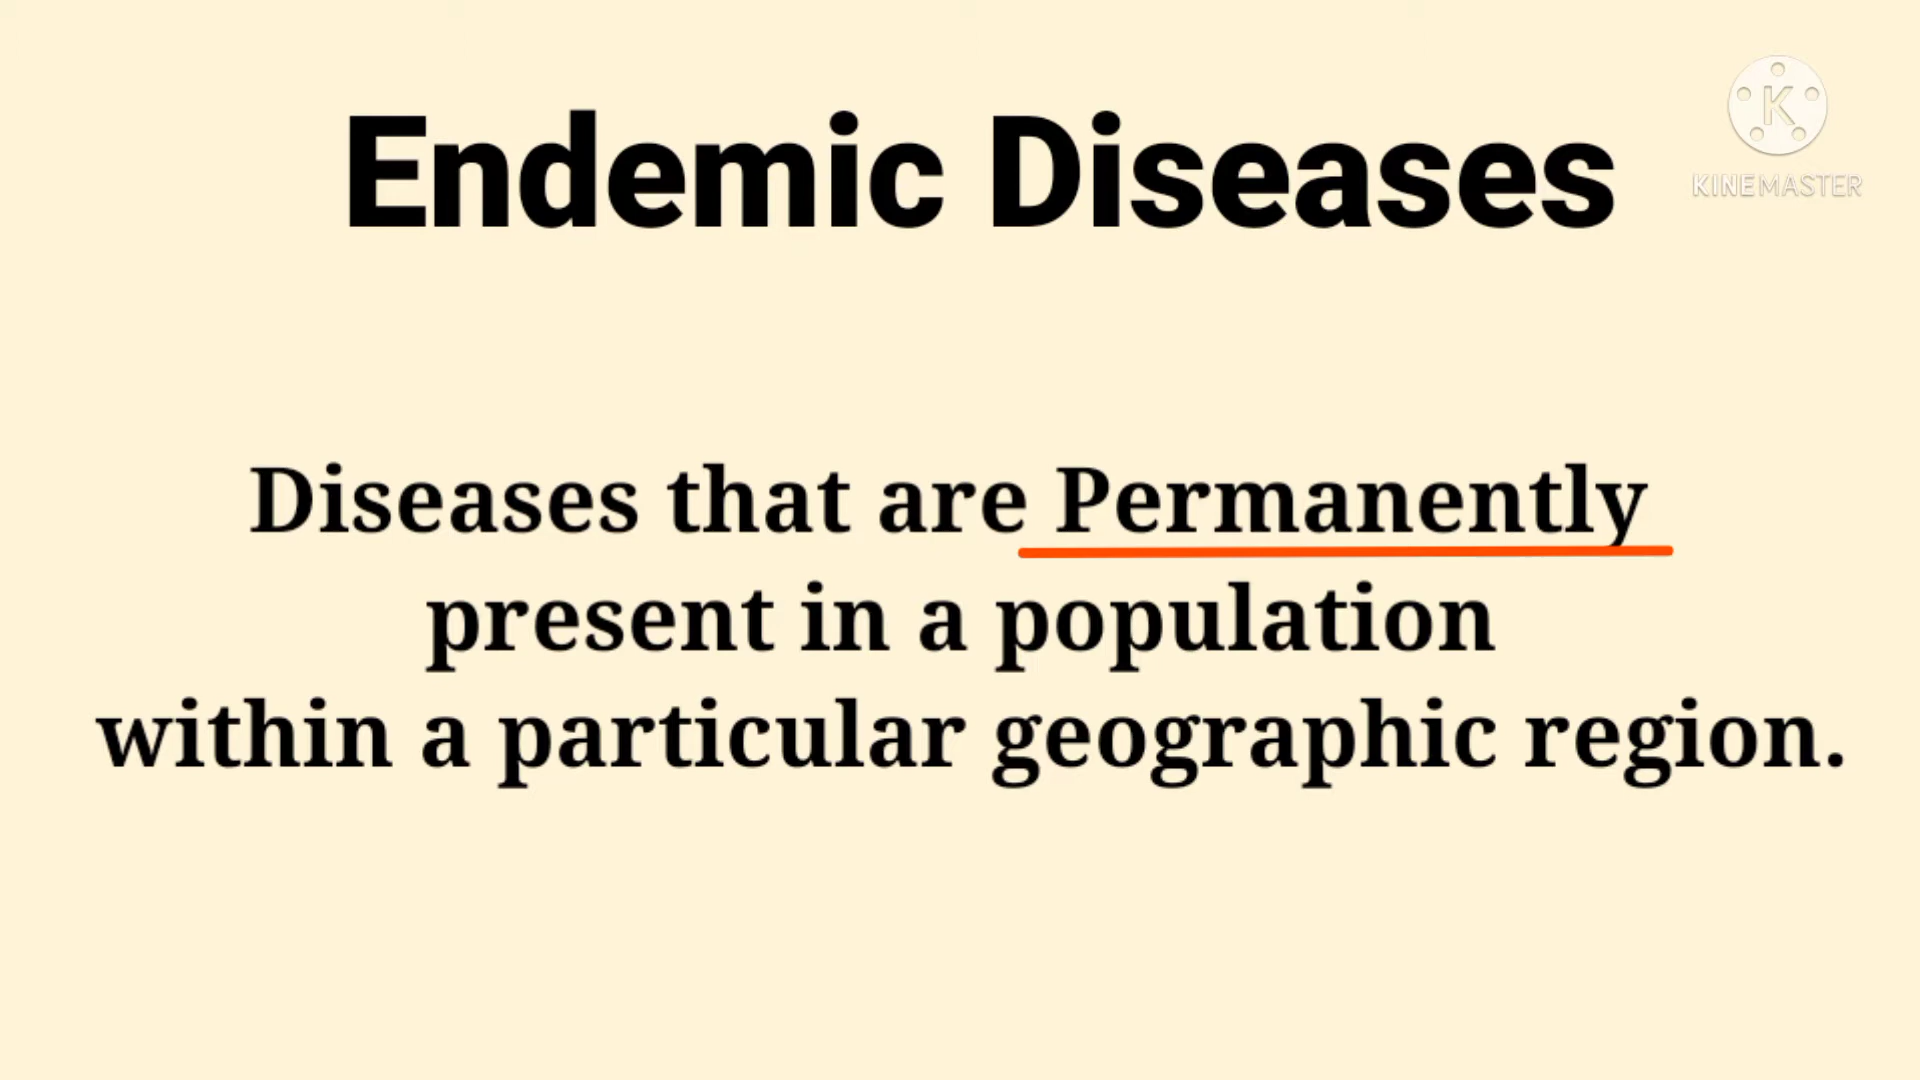 Endemic Diseases
K
KINEMASTER
Diseases that are Permanently
present in a population
within a particular geographic region.